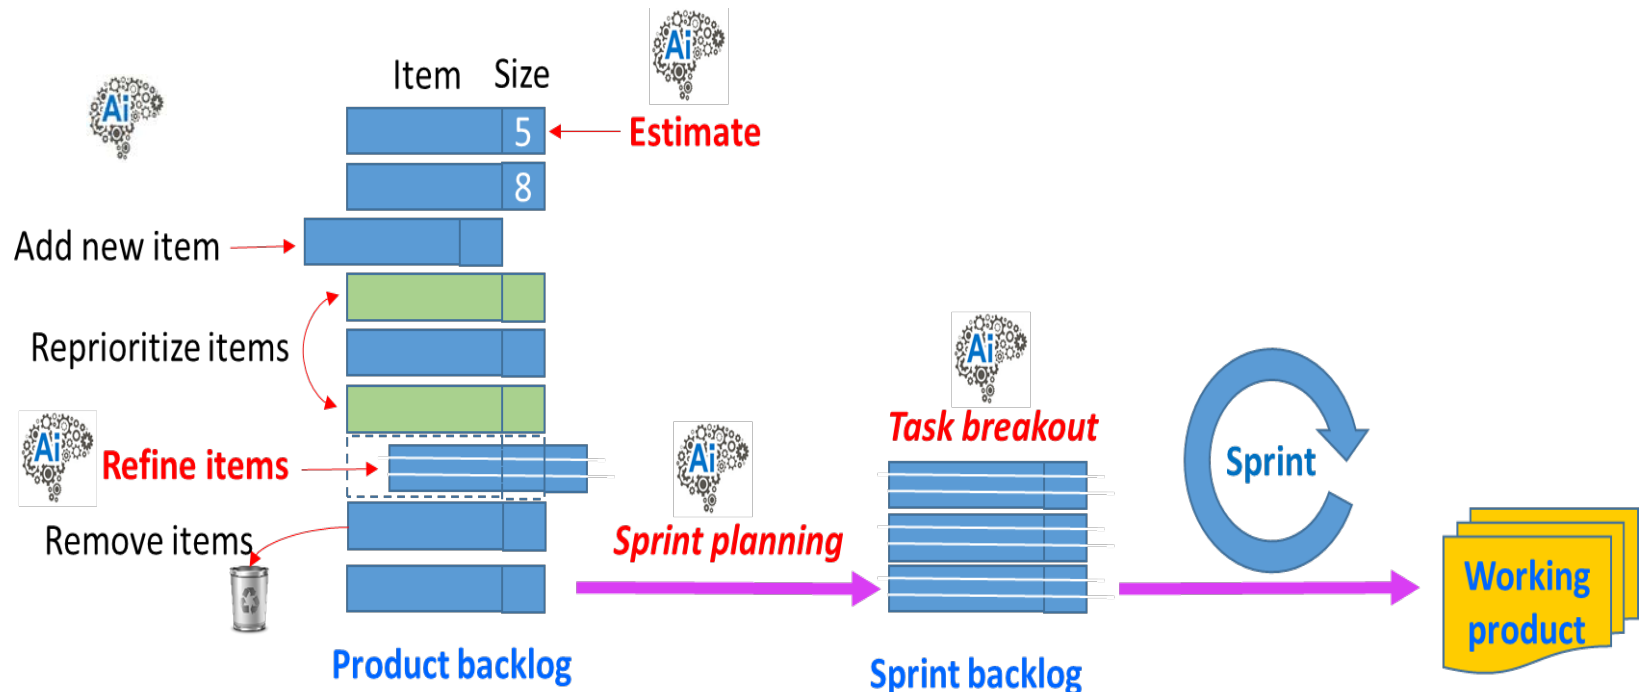 Ai
Item Size
Ai
5
Estimate
8
Add new item
Reprioritize items
Ai
Refine items
Remove items
Product backlog
Ai
Sprint planning
Ai
Task breakout
Sprint backlog
Sprint
Working
product